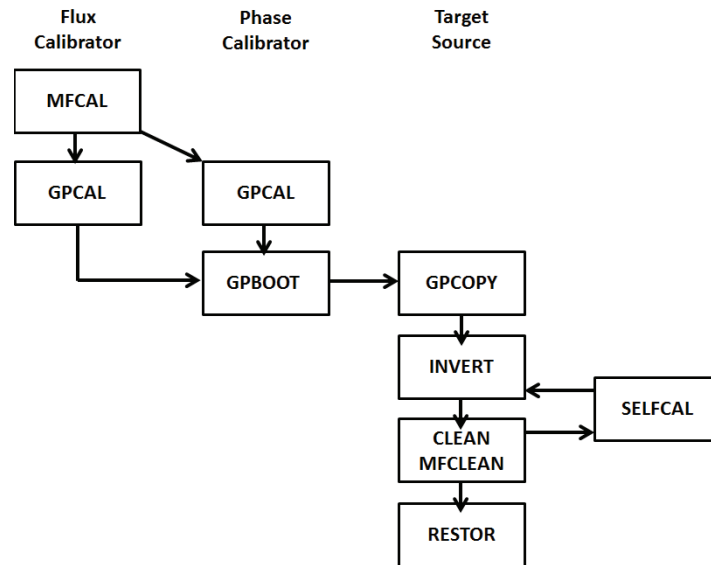 Flux
Calibrator
Phase
Calibrator
Target
Source
MFCAL
GPCAL
GPCAL
GPBOOT
GPCOPY
INVERT
SELFCAL
CLEAN
MFCLEAN
RESTOR